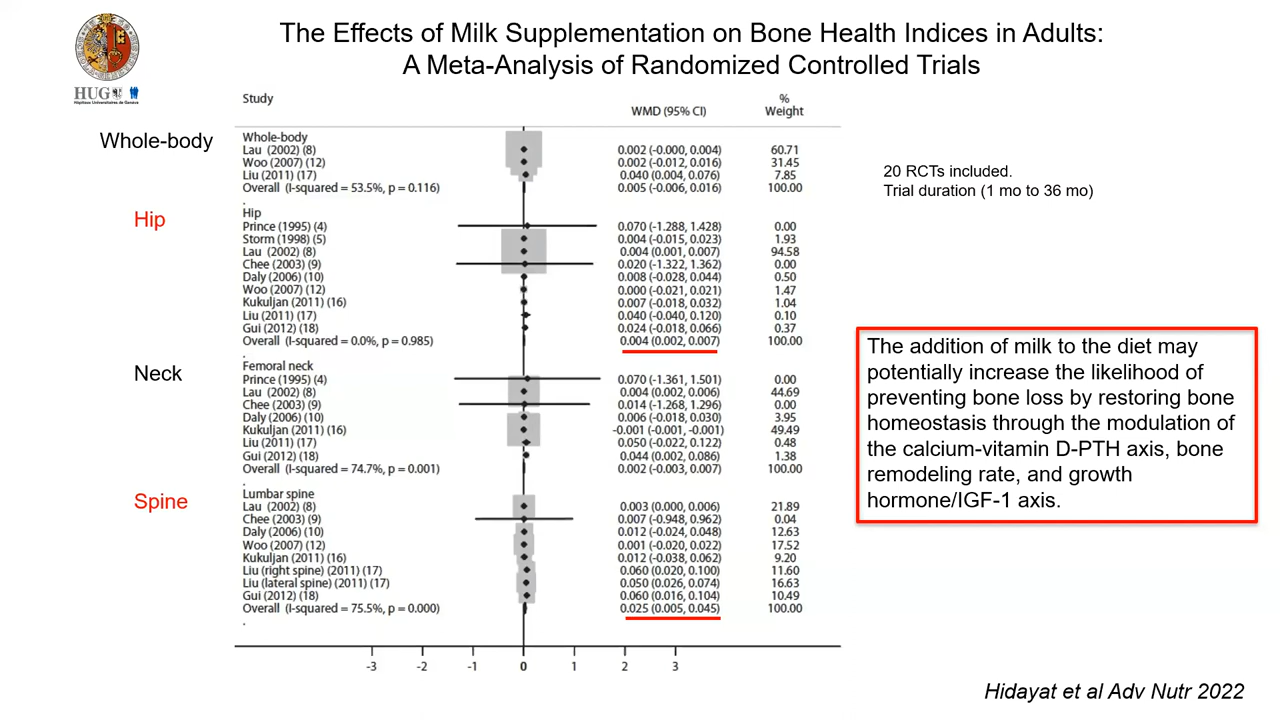 The Effects of Milk Supplementation on Bone Health Indices in Adults:
A Meta-Analysis of Randomized Controlled Trials
HUG
Hôpitaux Universitaires de Genève
Study
WMD (95% CI)
%
Weight
Whole-body
Whole-body
Lau (2002) (8) 0.002 (-0.000, 0.004) 60.71
Woo (2007) (12) 0.002 (-0.012, 0.016) 31.45
Liu (2011) (17) 0.040 (0.004, 0.076) 7.85
Overall (I-squared = 53.5%, p = 0.116) 0.005 (-0.006, 0.016) 100.00
.
Hip
Hip
Prince (1995) (4) 0.070 (-1.288, 1.428) 0.00
Storm (1998) (5) 0.004 (-0.015, 0.023) 1.93
Lau (2002) (8) 0.004 (0.001, 0.007) 94.58
Chee (2003) (9) 0.020 (-1.322, 1.362) 0.00
Daly (2006) (10) 0.008 (-0.028, 0.044) 0.50
Woo (2007) (12) 0.000 (-0.021, 0.021) 1.47
Kukuljan (2011) (16) 0.007 (-0.018, 0.032) 1.04
Liu (2011) (17) 0.040 (-0.040, 0.120) 0.10
Gui (2012) (18) 0.024 (-0.018, 0.066) 0.37
Overall (I-squared = 0.0%, p = 0.985) 0.004 (0.002, 0.007) 100.00
.
Neck
Femoral neck
Prince (1995) (4) 0.070 (-1.361, 1.501) 0.00
Lau (2002) (8) 0.004 (0.002, 0.006) 44.69
Chee (2003) (9) 0.014 (-1.268, 1.296) 0.00
Daly (2006) (10) 0.006 (-0.018, 0.030) 3.95
Kukuljan (2011) (16) -0.001 (-0.001, -0.001) 49.49
Liu (2011) (17) 0.050 (-0.022, 0.122) 0.48
Gui (2012) (18) 0.044 (0.002, 0.086) 1.38
Overall (I-squared = 74.7%, p = 0.001) 0.002 (-0.003, 0.007) 100.00
.
Spine
Lumbar spine
Lau (2002) (8) 0.003 (0.000, 0.006) 21.89
Chee (2003) (9) 0.007 (-0.948, 0.962) 0.04
Daly (2006) (10) 0.012 (-0.024, 0.048) 12.63
Woo (2007) (12) 0.001 (-0.020, 0.022) 17.52
Kukuljan (2011) (16) 0.012 (-0.038, 0.062) 9.20
Liu (right spine) (2011) (17) 0.060 (0.020, 0.100) 11.60
Liu (lateral spine) (2011) (17) 0.050 (0.026, 0.074) 16.63
Gui (2012) (18) 0.060 (0.016, 0.104) 10.49
Overall (I-squared = 75.5%, p = 0.000) 0.025 (0.005, 0.045) 100.00
.
-3 -2 -1 0 1 2 3
20 RCTs included.
Trial duration (1 mo to 36 mo)
The addition of milk to the diet may
potentially increase the likelihood of
preventing bone loss by restoring bone
homeostasis through the modulation of
the calcium-vitamin D-PTH axis, bone
remodeling rate, and growth
hormone/IGF-1 axis.
Hidayat et al Adv Nutr 2022